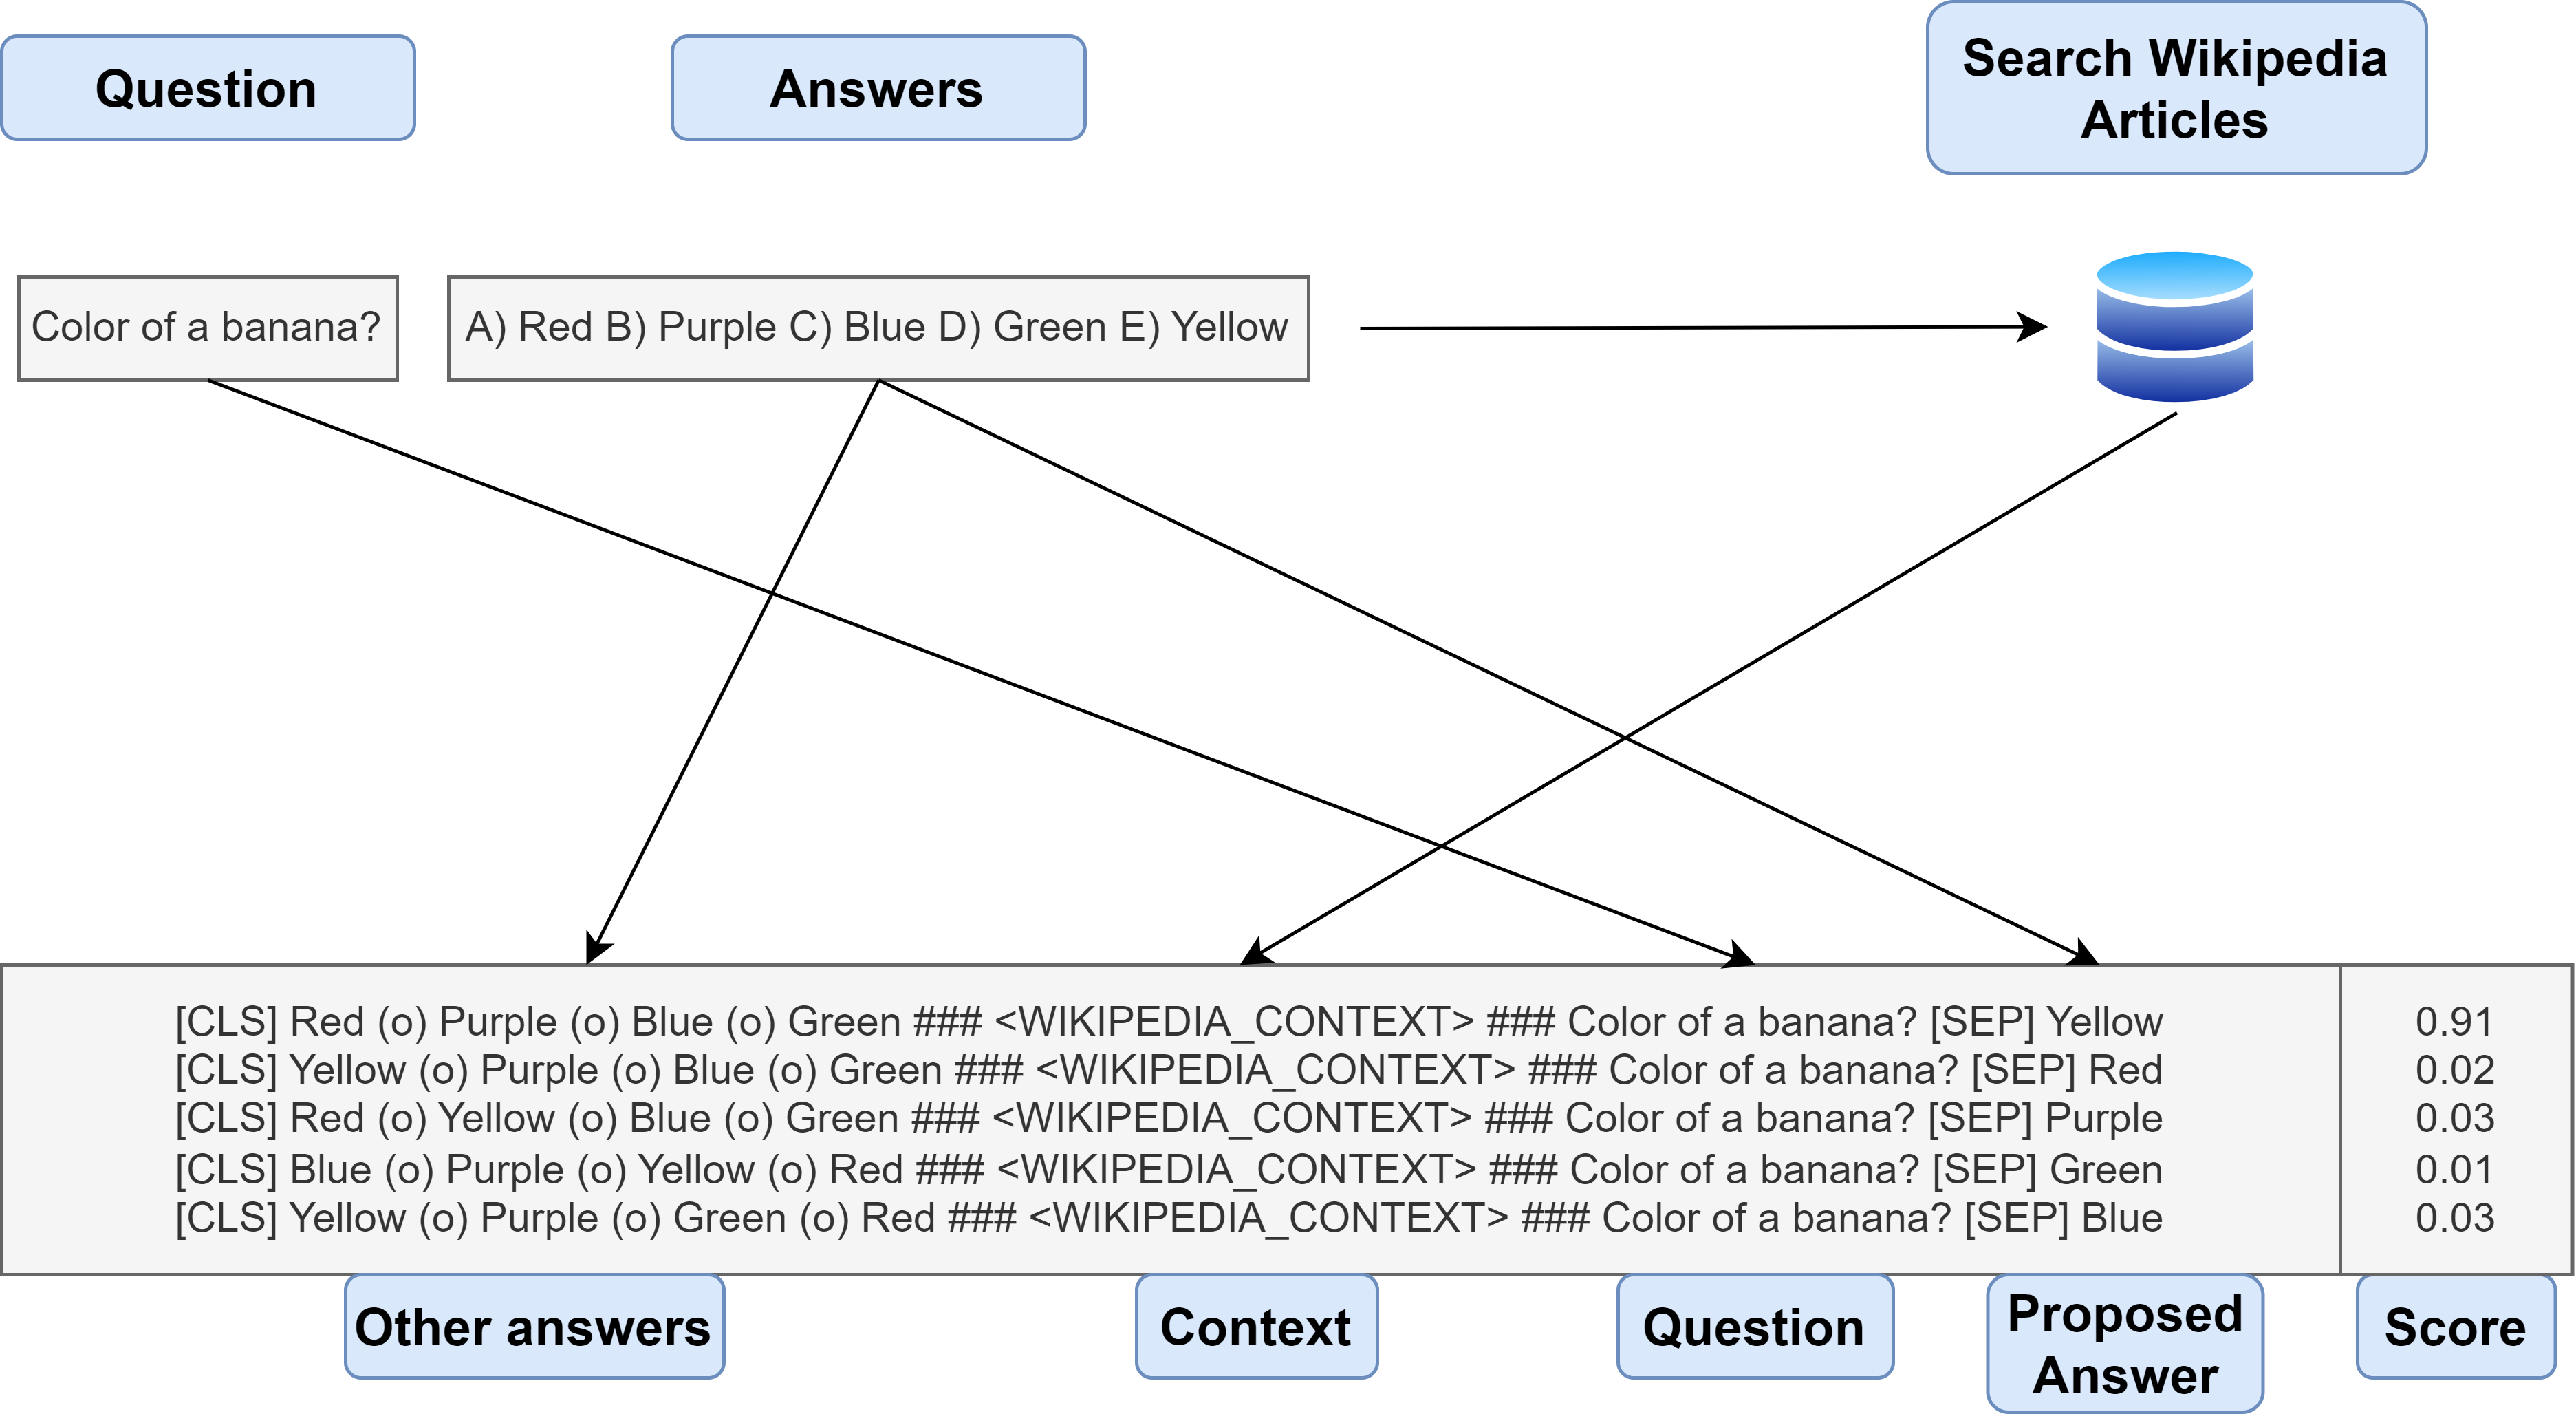 Question
Answers
Search Wikipedia
Articles
Color of a banana?
A) Red B) Purple C) Blue D) Green E) Yellow
[CLS] Red (o) Purple (o) Blue (o) Green ### <WIKIPEDIA_CONTEXT> ### Color of a banana? [SEP] Yellow
0.91
[CLS] Yellow (o) Purple (o) Blue (o) Green ### <WIKIPEDIA_CONTEXT> ### Color of a banana? [SEP] Red
0.02
[CLS] Red (o) Yellow (o) Blue (o) Green ### <WIKIPEDIA_CONTEXT> ### Color of a banana? [SEP] Purple
0.03
[CLS] Blue (o) Purple (o) Yellow (o) Red ### <WIKIPEDIA_CONTEXT> ### Color of a banana? [SEP] Green
0.01
[CLS] Yellow (o) Purple (o) Green (o) Red ### <WIKIPEDIA_CONTEXT> ### Color of a banana? [SEP] Blue
0.03
Other answers
Context
Question
Proposed
Answer
Score